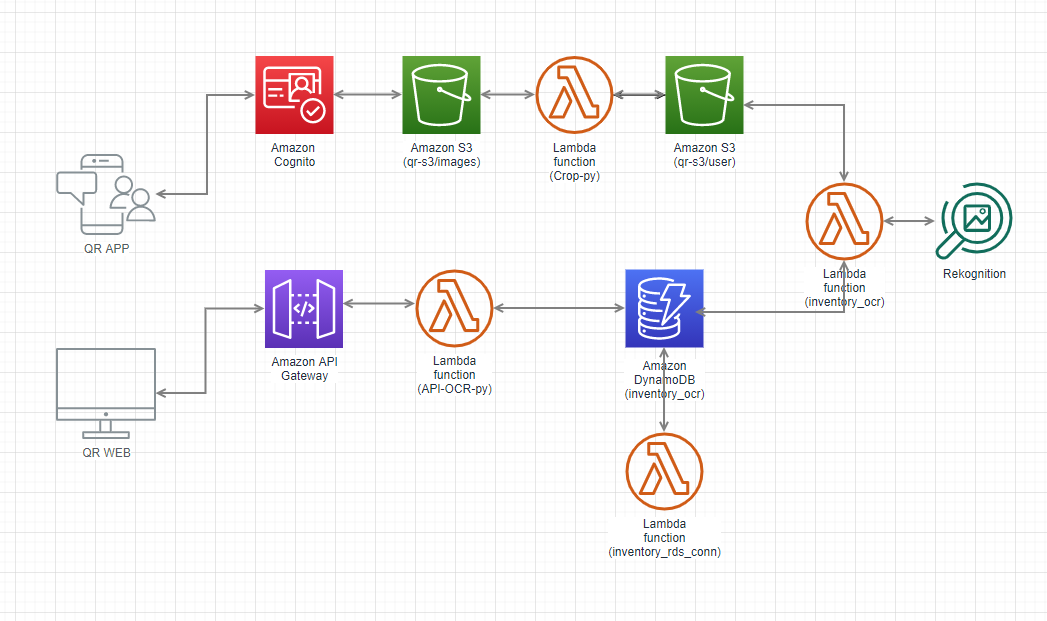 Amazon
Cognito
Amazon S3
(qr-s3/images)
Lambda
function
(Crop-py)
Amazon S3
(qr-s3/user)
QR APP
Lambda
function
(inventory_ocr)
Rekognition
</>
Amazon API
Gateway
Lambda
function
(API-OCR-py)
Amazon
DynamoDB
(inventory_ocr)
QR WEB
Lambda
function
(inventory_rds_conn)